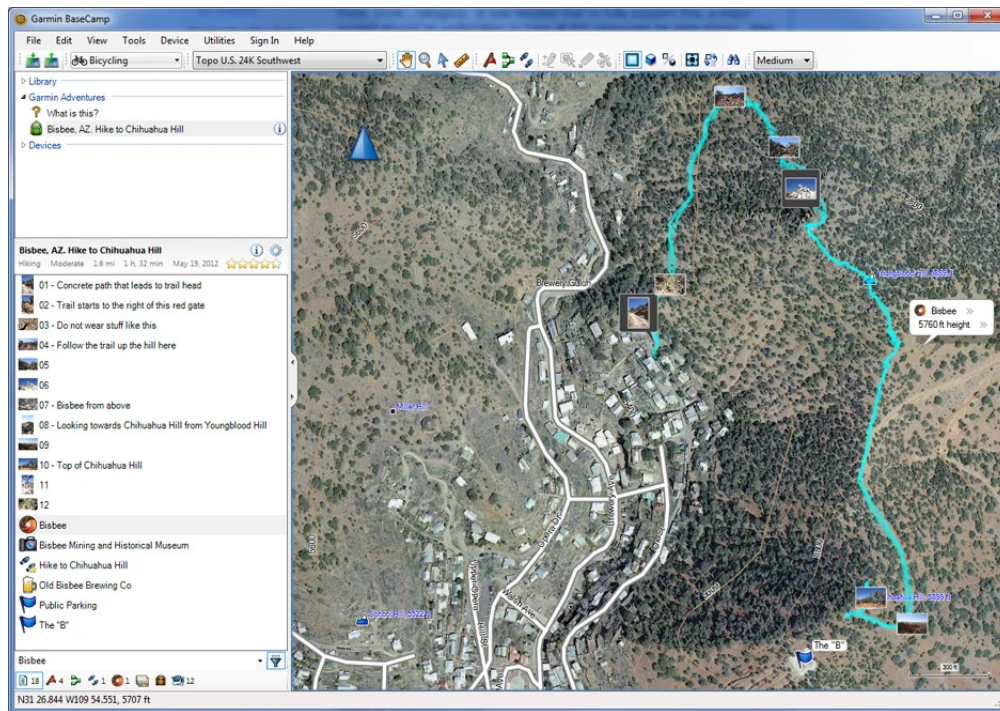 Garmin BaseCamp
File Edit View Tools Device Utilities Sign In Help
Bicycling
Topo U.S. 24K Southwest
Medium
Library
Garmin Adventures
What is this?
Bisbee, AZ. Hike to Chihuahua Hill
Devices
Bisbee, AZ. Hike to Chihuahua Hill
Hiking Moderate 1.6 mi 1 h, 32 min May 19, 2012
01 - Concrete path that leads to trail head
02 - Trail starts to the right of this red gate
03 - Do not wear stuff like this
04 - Follow the trail up the hill here
05
06
07 - Bisbee from above
08 - Looking towards Chihuahua Hill from Youngblood Hill
09
10 - Top of Chihuahua Hill
11
12
Bisbee
Bisbee Mining and Historical Museum
Hike to Chihuahua Hill
Old Bisbee Brewing Co
Public Parking
The "B"
Bisbee
18 4 1 1 12
N31 26.844 W109 54.551, 5707 ft
Brewery Gulch
Bisbee
5760 ft height
Miller Hill
Brewery Av
Walsh Ave
The "B"
300 ft